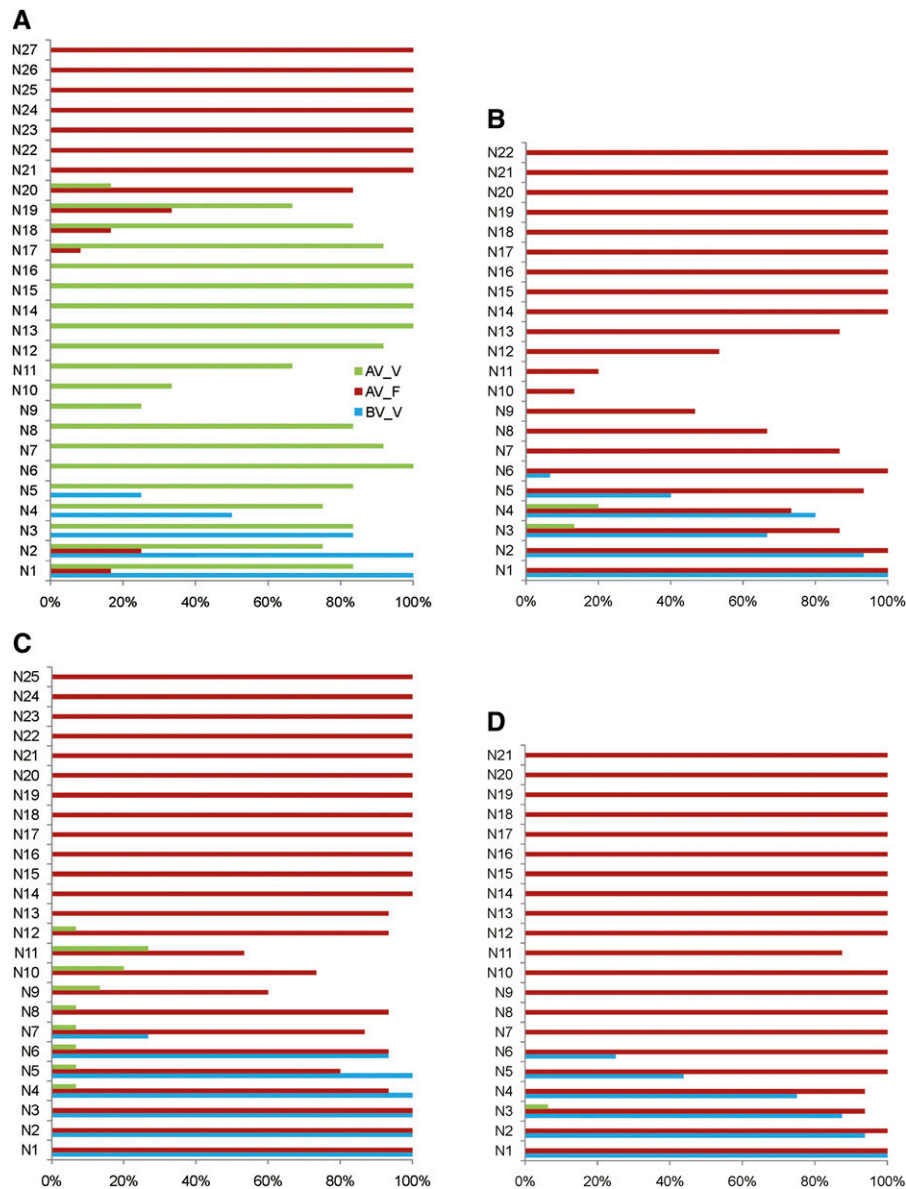 A
N27
N26
N25
N24
N23
N22
N21
N20
N19
N18
N17
N16
N15
N14
N13
N12
N11
N10
N9
N8
N7
N6
N5
N4
N3
N2
N1
AV_V
AV_F
BV_V
0% 20% 40% 60% 80% 100%
B
N22
N21
N20
N19
N18
N17
N16
N15
N14
N13
N12
N11
N10
N9
N8
N7
N6
N5
N4
N3
N2
N1
0% 20% 40% 60% 80% 100%
C
N25
N24
N23
N22
N21
N20
N19
N18
N17
N16
N15
N14
N13
N12
N11
N10
N9
N8
N7
N6
N5
N4
N3
N2
N1
0% 20% 40% 60% 80% 100%
D
N21
N20
N19
N18
N17
N16
N15
N14
N13
N12
N11
N10
N9
N8
N7
N6
N5
N4
N3
N2
N1
0% 20% 40% 60% 80% 100%